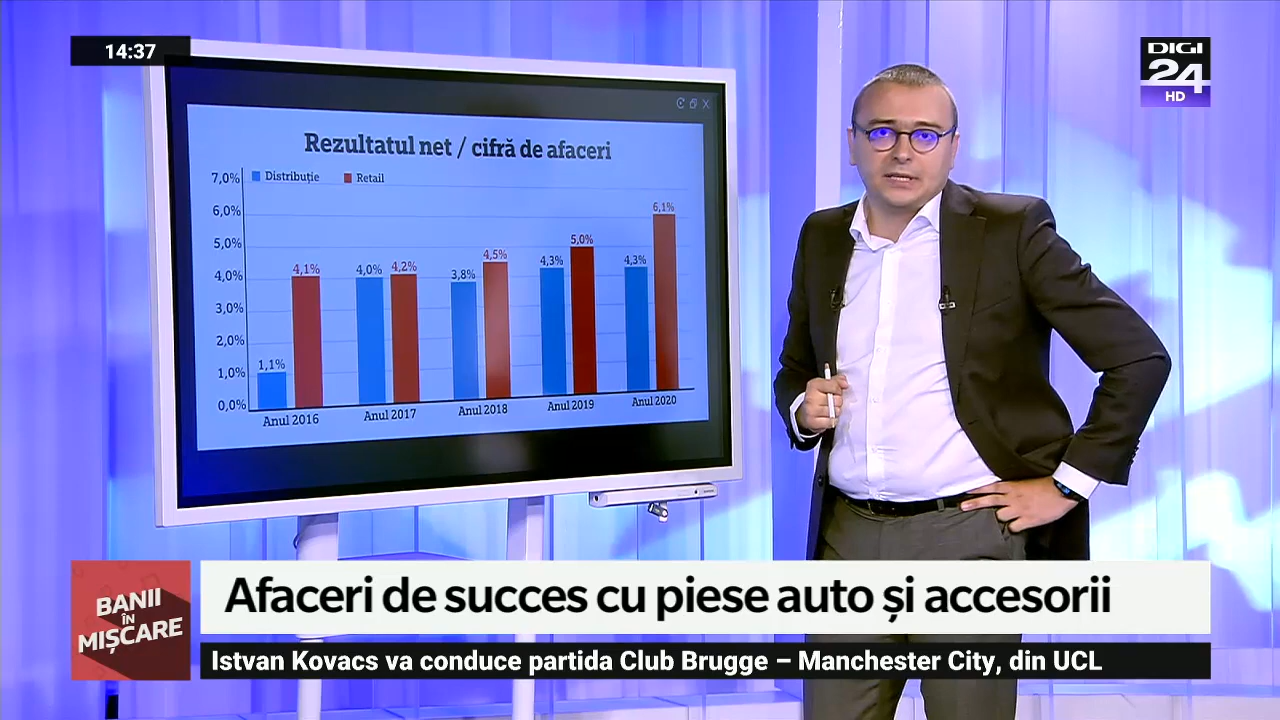 14:37
DIGI
24
HD
Rezultatul net / cifră de afaceri
Distribuție Retail
7,0%
6,0%
5,0%
4,0%
3,0%
2,0%
1,0%
0,0%
1,1% 4,1%
4,0% 4,2%
3,8% 4,5%
4,3% 5,0%
4,3% 6,1%
Anul 2016 Anul 2017 Anul 2018 Anul 2019 Anul 2020
BANII
ÎN
MIȘCARE
Afaceri de succes cu piese auto și accesorii
Istvan Kovacs va conduce partida Club Brugge – Manchester City, din UCL